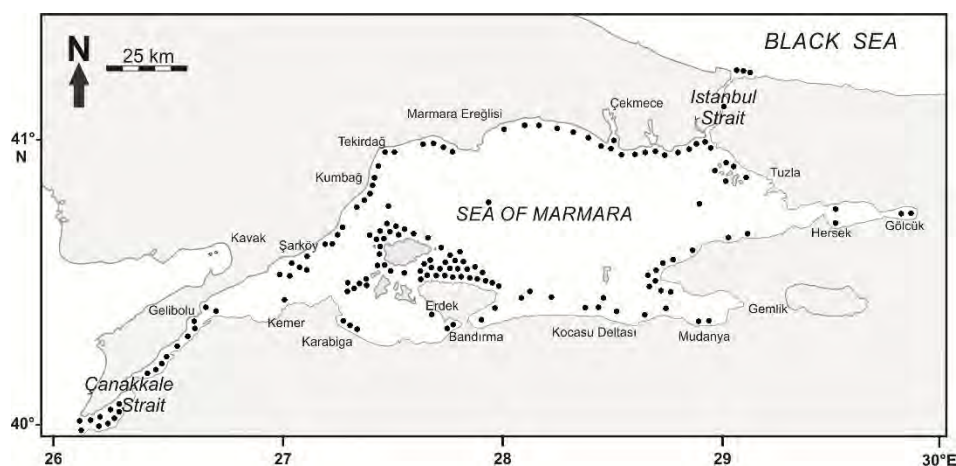 N
25 km
BLACK SEA
Istanbul
Strait
Çekmece
Marmara Ereğlisi
41°
N
Tekirdağ
Tuzla
Kumbağ
SEA OF MARMARA
Hersek
Gölcük
Kavak
Şarköy
Gelibolu
Kemer
Erdek
Gemlik
Karabiga
Bandırma
Kocasu Deltası
Mudanya
Çanakkale
Strait
40°
26
27
28
29
30°E